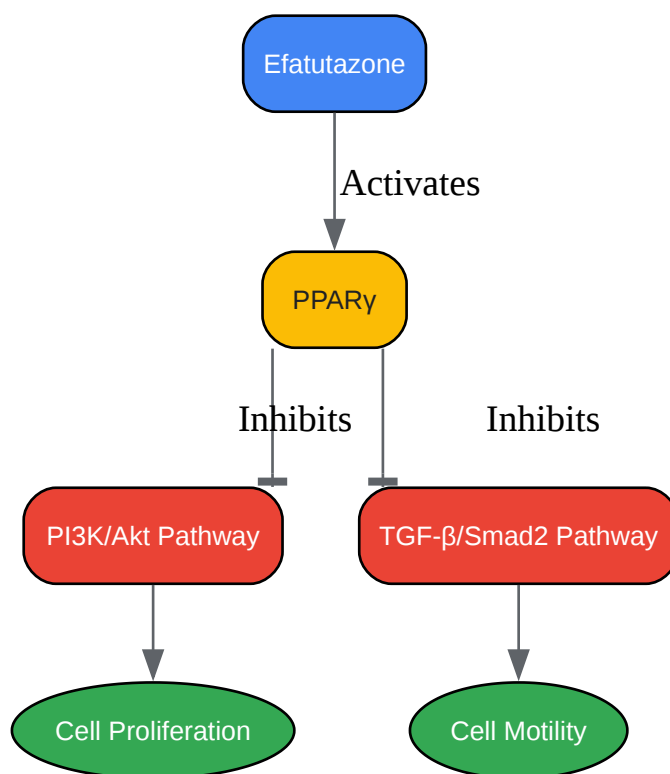 Efatutazone
Activates
PPARγ
Inhibits Inhibits
PI3K/Akt Pathway TGF-β/Smad2 Pathway
Cell Proliferation Cell Motility